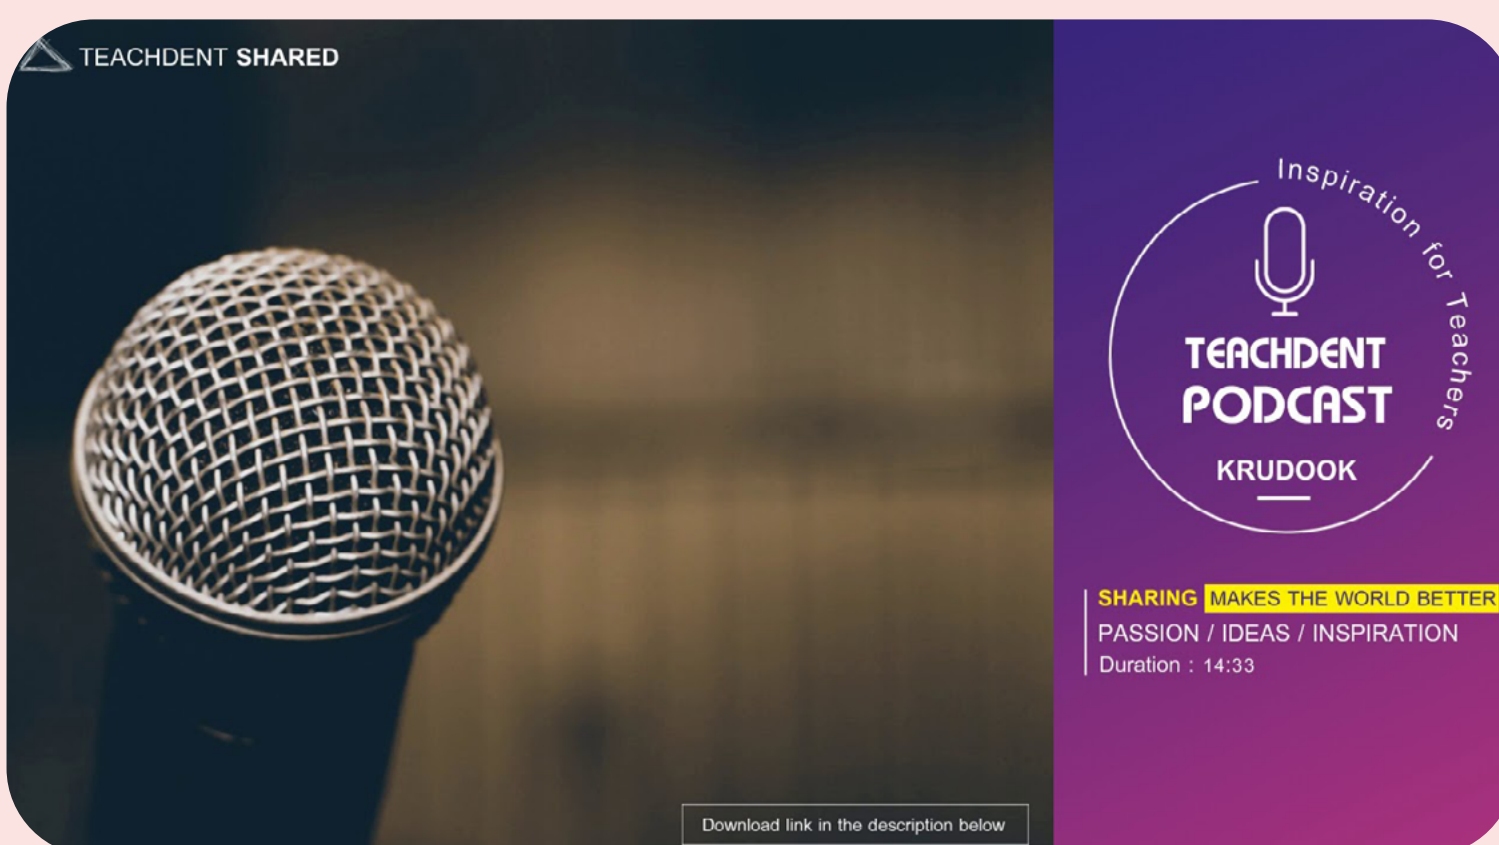 TEACHDENT SHARED
Inspiration for Teachers
TEACHDENT
PODCAST
KRUDOOK
SHARING MAKES THE WORLD BETTER
PASSION / IDEAS / INSPIRATION
Duration : 14:33
Download link in the description below